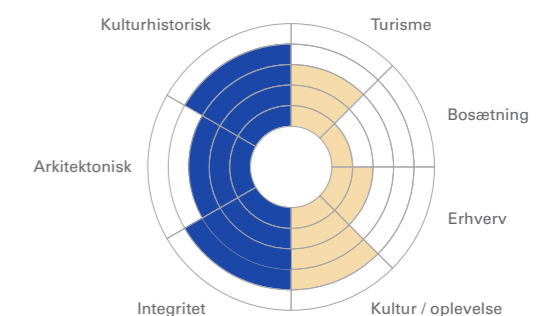 Kulturhistorisk
Turisme
Bosætning
Arkitektonisk
Erhverv
Integritet
Kultur / oplevelse